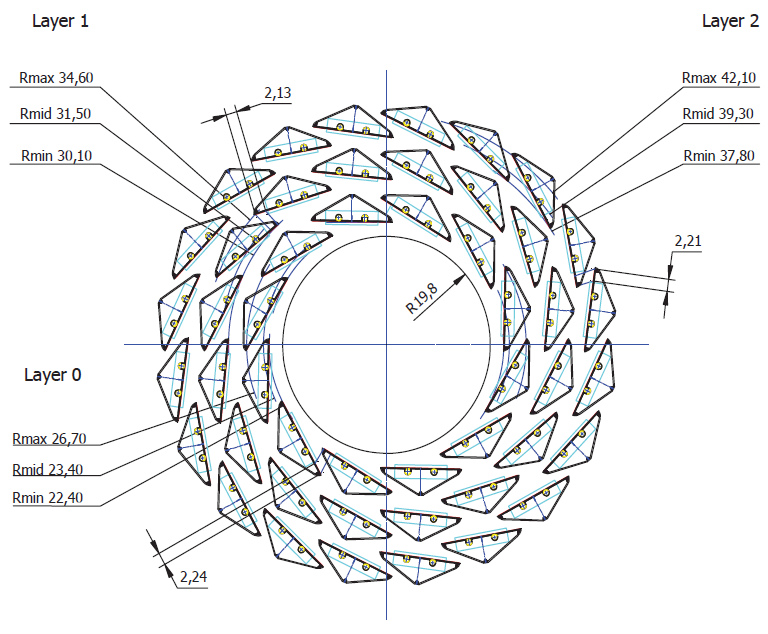 Layer 1
Layer 2
Rmax 34,60
Rmid 31,50
Rmin 30,10
2,13
Rmax 42,10
Rmid 39,30
Rmin 37,80
2,21
R19,8
Layer 0
Rmax 26,70
Rmid 23,40
Rmin 22,40
2,24